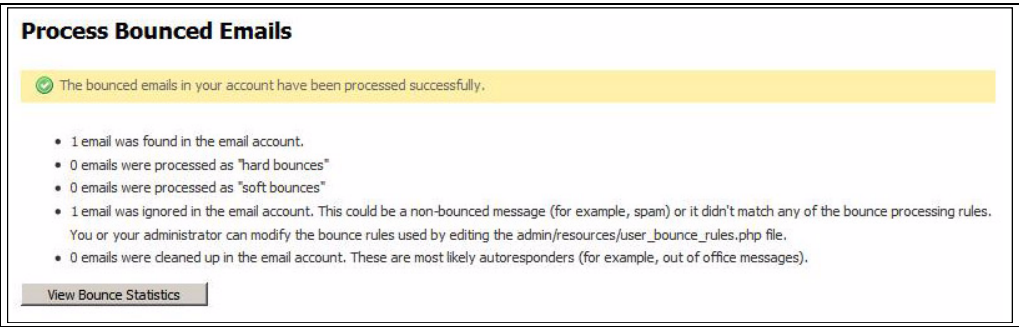 Process Bounced Emails
The bounced emails in your account have been processed successfully.
• 1 email was found in the email account.
• 0 emails were processed as "hard bounces"
• 0 emails were processed as "soft bounces"
• 1 email was ignored in the email account. This could be a non-bounced message (for example, spam) or it didn't match any of the bounce processing rules.
You or your administrator can modify the bounce rules used by editing the admin/resources/user_bounce_rules.php file.
• 0 emails were cleaned up in the email account. These are most likely autoresponders (for example, out of office messages).
View Bounce Statistics